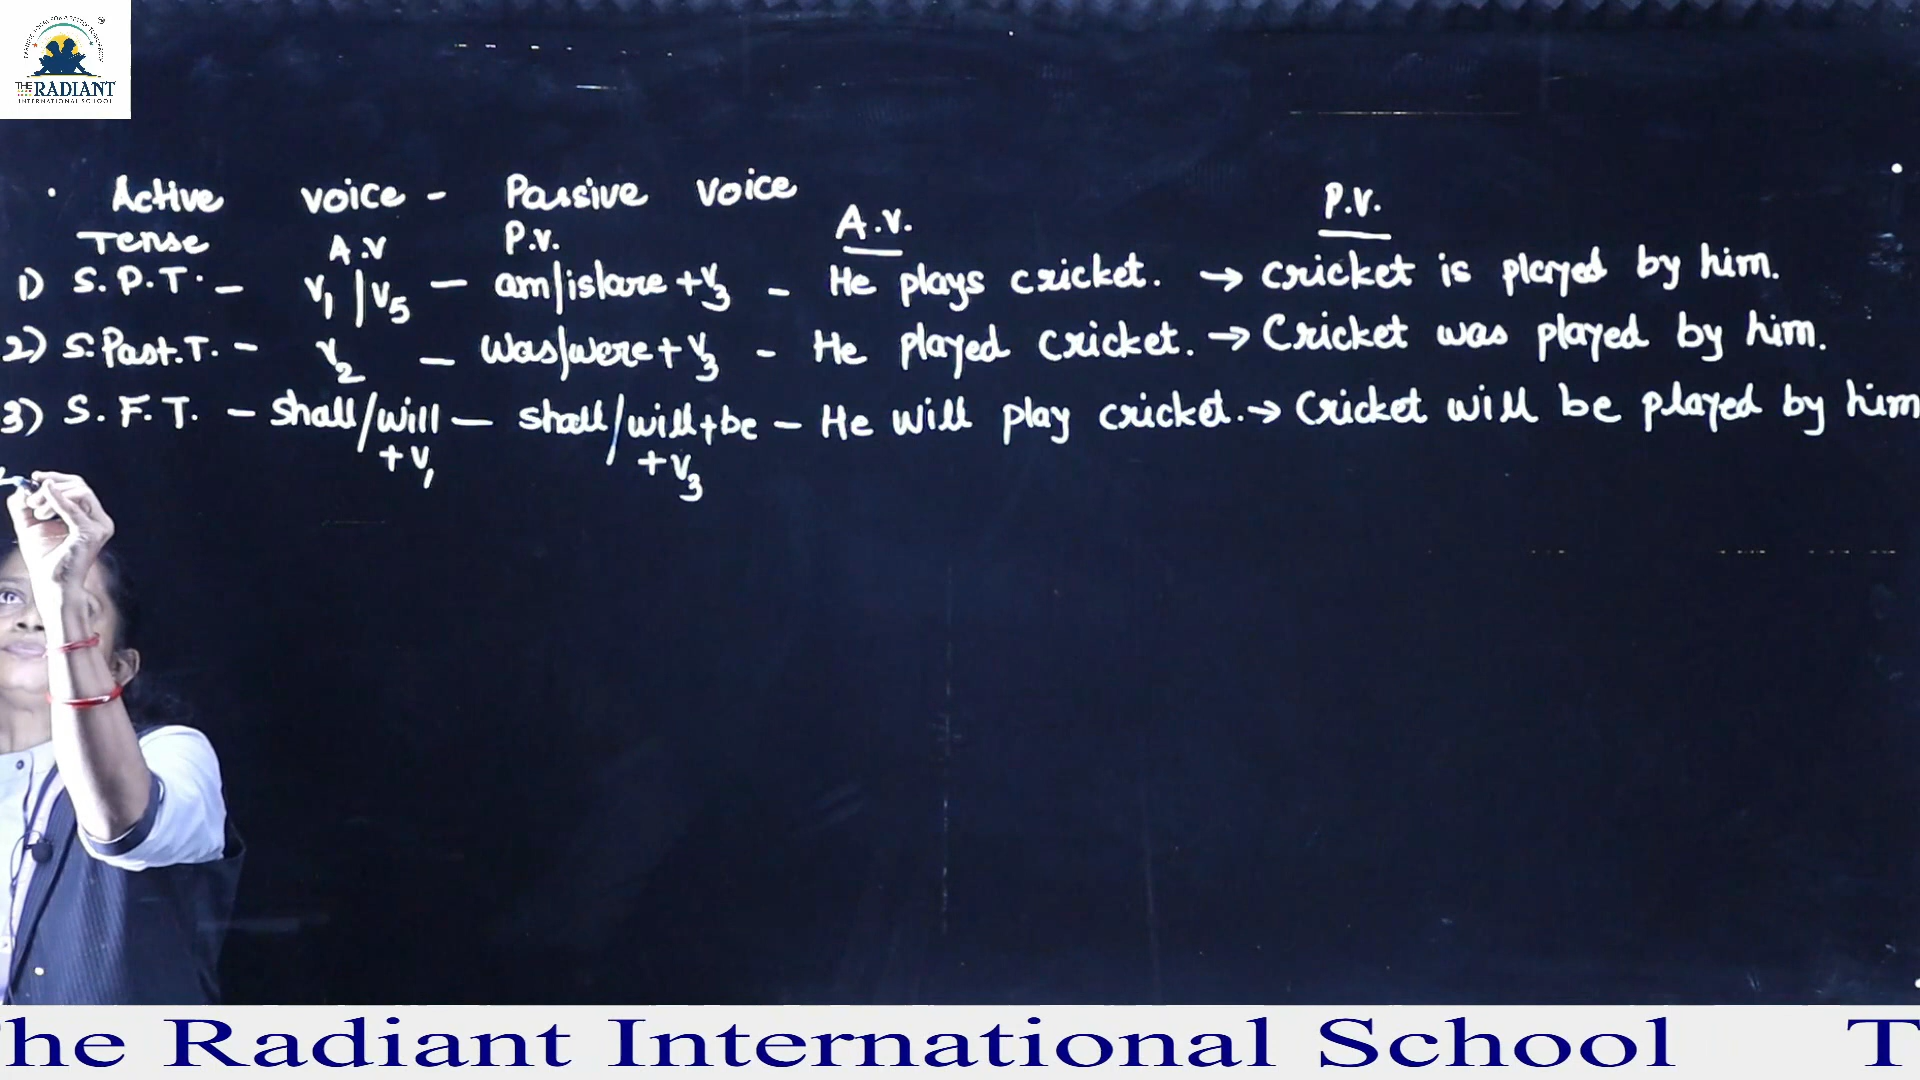 THE RADIANT
INTERNATIONAL SCHOOL
Active voice - Passive voice
Tense A.V P.V. A.V. P.V.
1) S.P.T. - V1 | V5 - am/is/are + V3 - He plays cricket. → Cricket is played by him.
2) S.Past.T. - V2 - was/were + V3 - He played cricket. → Cricket was played by him.
3) S.F.T. - shall/will - shall/will + be - He will play cricket. → Cricket will be played by him
+ V1 + V3
he Radiant International School T